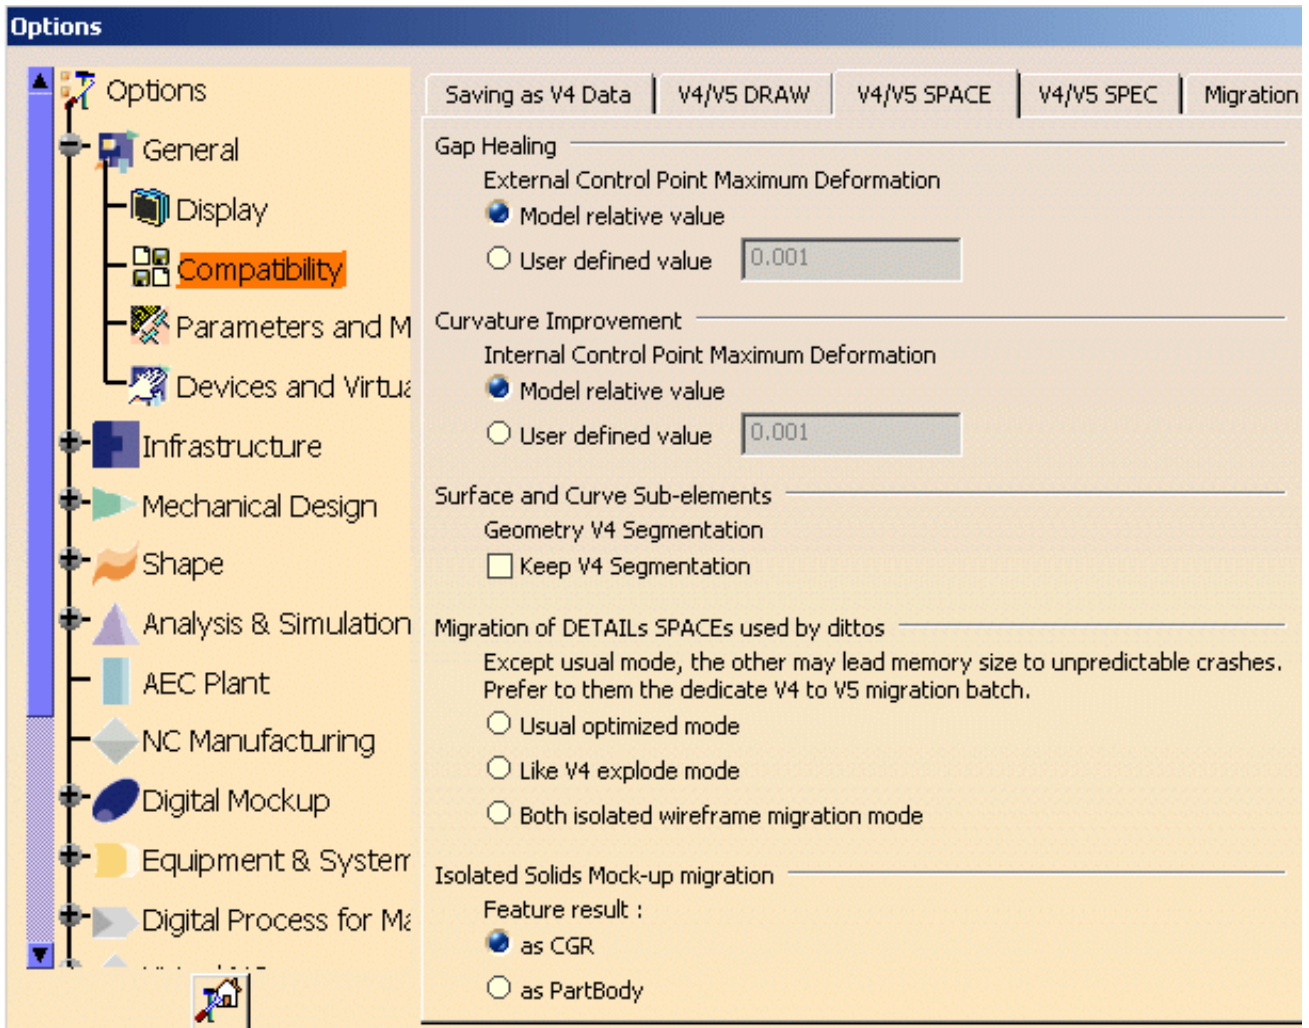 Options
Options
General
Display
Compatibility
Parameters and M
Devices and Virtua
Infrastructure
Mechanical Design
Shape
Analysis & Simulation
AEC Plant
NC Manufacturing
Digital Mockup
Equipment & System
Digital Process for Ma
Saving as V4 Data
V4/V5 DRAW
V4/V5 SPACE
V4/V5 SPEC
Migration
Gap Healing
External Control Point Maximum Deformation
Model relative value
User defined value 0.001
Curvature Improvement
Internal Control Point Maximum Deformation
Model relative value
User defined value 0.001
Surface and Curve Sub-elements
Geometry V4 Segmentation
Keep V4 Segmentation
Migration of DETAILs SPACEs used by dittos
Except usual mode, the other may lead memory size to unpredictable crashes.
Prefer to them the dedicate V4 to V5 migration batch.
Usual optimized mode
Like V4 explode mode
Both isolated wireframe migration mode
Isolated Solids Mock-up migration
Feature result :
as CGR
as PartBody